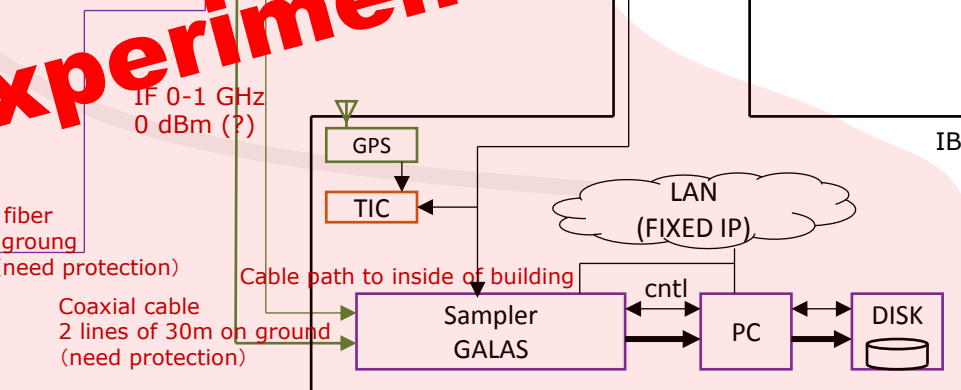 xperimen
IF 0-1 GHz
0 dBm (?)
GPS
IB
TIC
LAN
(FIXED IP)
fiber
groung
need protection）
Cable path to inside of building
cntl
Coaxial cable
2 lines of 30m on ground
（need protection）
Sampler
GALAS
PC
DISK